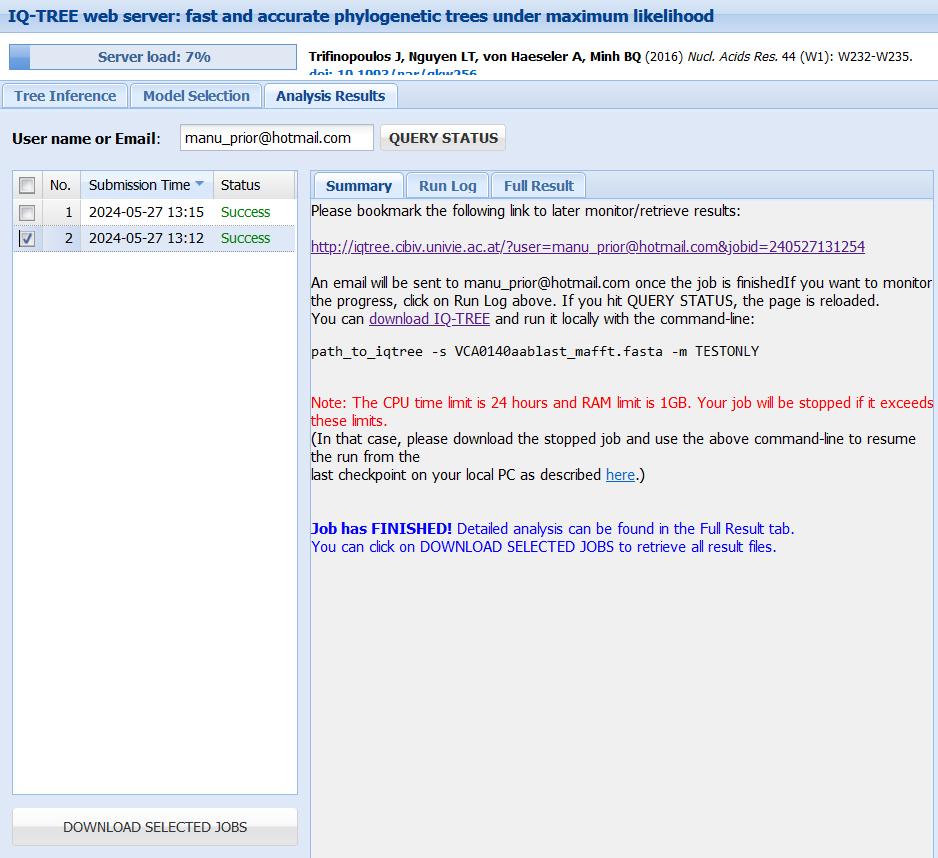 IQ-TREE web server: fast and accurate phylogenetic trees under maximum likelihood
Server load: 7%
Trifinopoulos J, Nguyen LT, von Haeseler A, Minh BQ (2016) Nucl. Acids Res. 44 (W1): W232-W235.
doi: 10.1093/nar/gkw256
Tree Inference
Model Selection
Analysis Results
User name or Email:
manu_prior@hotmail.com
QUERY STATUS
No. Submission Time Status
1 2024-05-27 13:15 Success
2 2024-05-27 13:12 Success
DOWNLOAD SELECTED JOBS
Summary
Run Log
Full Result
Please bookmark the following link to later monitor/retrieve results:
http://iqtree.cibiv.univie.ac.at/?user=manu_prior@hotmail.com&jobid=240527131254
An email will be sent to manu_prior@hotmail.com once the job is finishedIf you want to monitor
the progress, click on Run Log above. If you hit QUERY STATUS, the page is reloaded.
You can download IQ-TREE and run it locally with the command-line:
path_to_iqtree -s VCA0140aablast_mafft.fasta -m TESTONLY
Note: The CPU time limit is 24 hours and RAM limit is 1GB. Your job will be stopped if it exceeds
these limits.
(In that case, please download the stopped job and use the above command-line to resume
the run from the
last checkpoint on your local PC as described here.)
Job has FINISHED! Detailed analysis can be found in the Full Result tab.
You can click on DOWNLOAD SELECTED JOBS to retrieve all result files.